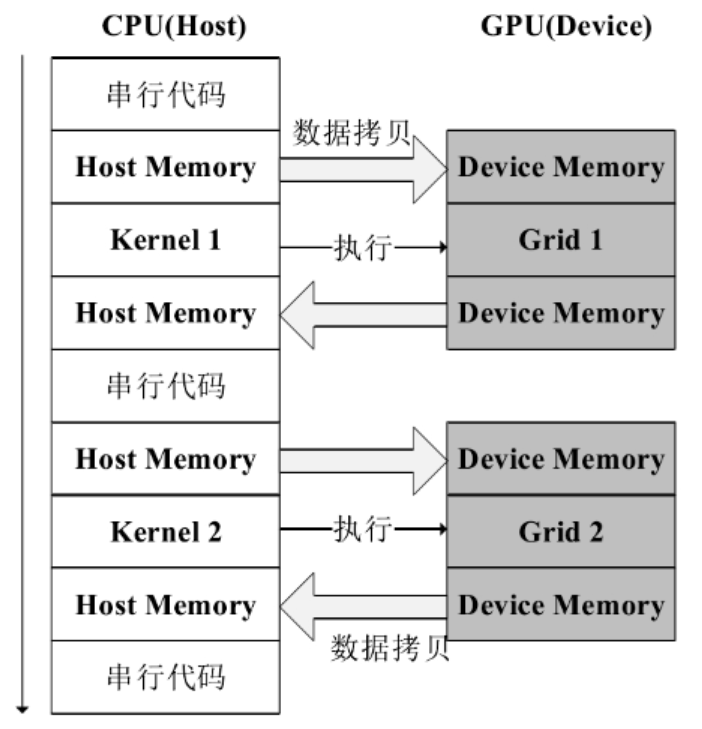 CPU(Host)
GPU(Device)
串行代码
数据拷贝
Host Memory
Device Memory
Kernel 1
执行
Grid 1
Host Memory
Device Memory
串行代码
Host Memory
Device Memory
Kernel 2
执行
Grid 2
Host Memory
Device Memory
数据拷贝
串行代码